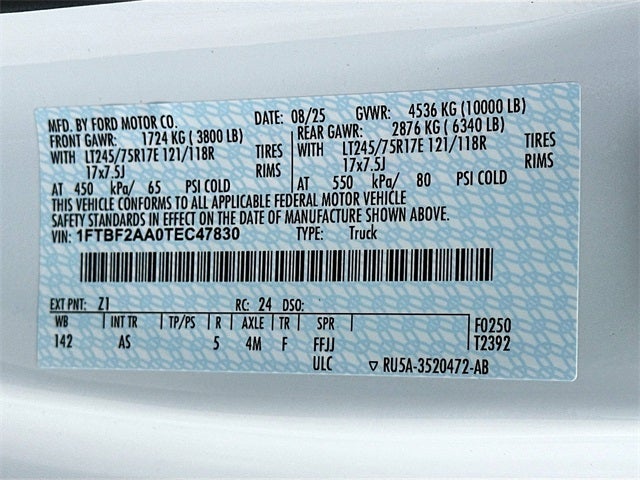 MFD. BY FORD MOTOR CO. DATE: 08/25 GVWR: 4536 KG (10000 LB)
FRONT GAWR: 1724 KG (3800 LB) REAR GAWR: 2876 KG (6340 LB)
WITH LT245/75R17E 121/118R TIRES WITH LT245/75R17E 121/118R TIRES
17x7.5J RIMS 17x7.5J RIMS
AT 450 kPa/ 65 PSI COLD AT 550 kPa/ 80 PSI COLD
THIS VEHICLE CONFORMS TO ALL APPLICABLE FEDERAL MOTOR VEHICLE
SAFETY STANDARDS IN EFFECT ON THE DATE OF MANUFACTURE SHOWN ABOVE.
VIN: 1FTBF2AA0TEC47830 TYPE: Truck
EXT PNT: Z1 RC: 24 DSO:
WB INT TR TP/PS R AXLE TR SPR F0250
142 AS 5 4M F FFJJ T2392
ULC RU5A-3520472-AB